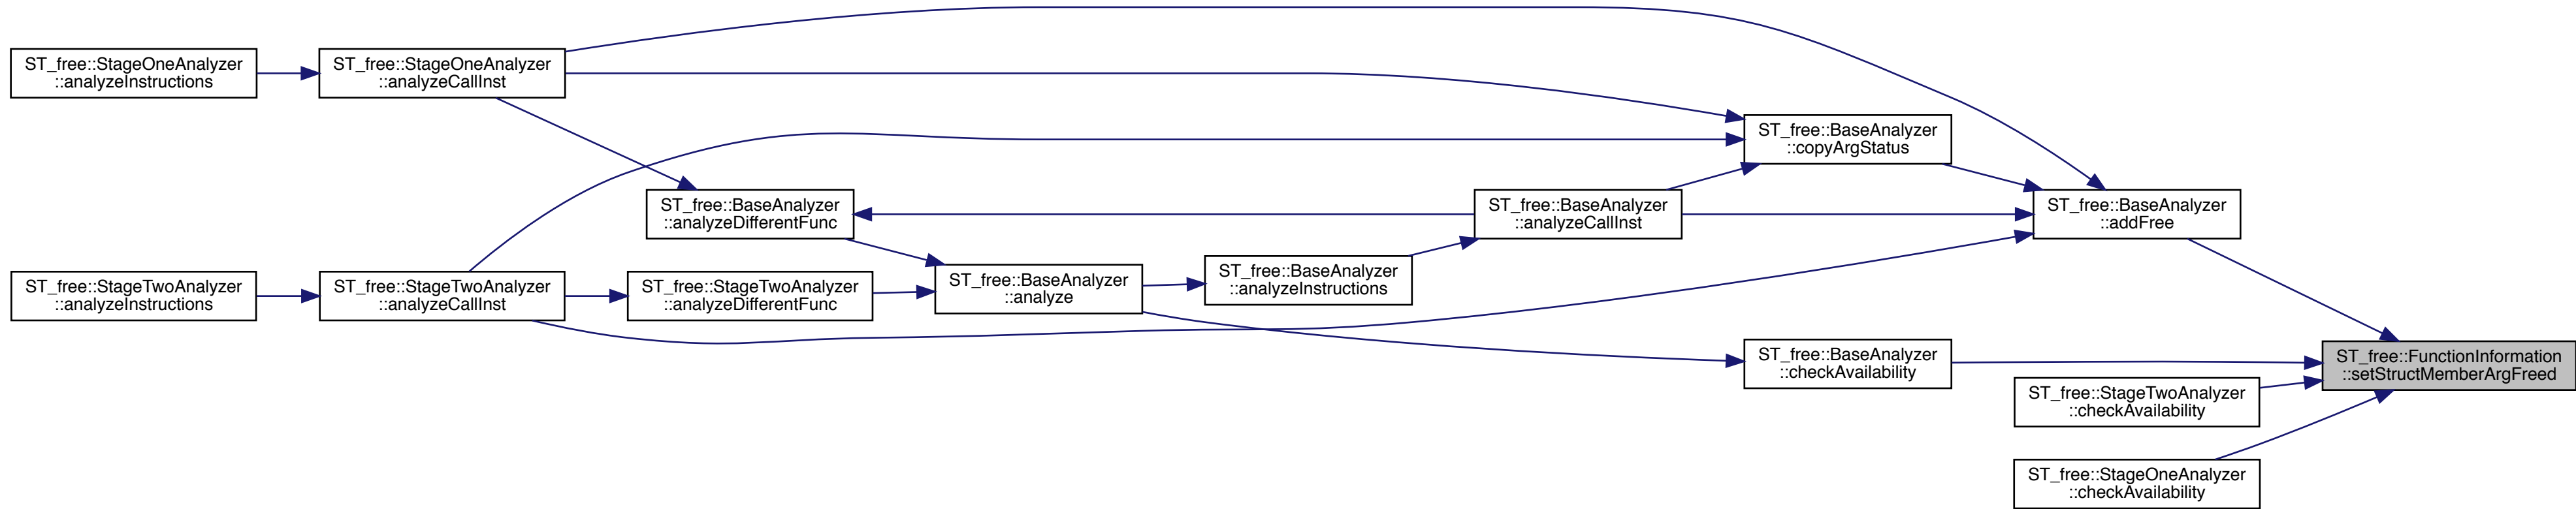 ST_free::StageOneAnalyzer
::analyzeInstructions
ST_free::StageOneAnalyzer
::analyzeCallInst
ST_free::BaseAnalyzer
::copyArgStatus
ST_free::BaseAnalyzer
::analyzeDifferentFunc
ST_free::BaseAnalyzer
::analyzeCallInst
ST_free::BaseAnalyzer
::addFree
ST_free::StageTwoAnalyzer
::analyzeInstructions
ST_free::StageTwoAnalyzer
::analyzeCallInst
ST_free::StageTwoAnalyzer
::analyzeDifferentFunc
ST_free::BaseAnalyzer
::analyze
ST_free::BaseAnalyzer
::analyzeInstructions
ST_free::BaseAnalyzer
::checkAvailability
ST_free::FunctionInformation
::setStructMemberArgFreed
ST_free::StageTwoAnalyzer
::checkAvailability
ST_free::StageOneAnalyzer
::checkAvailability